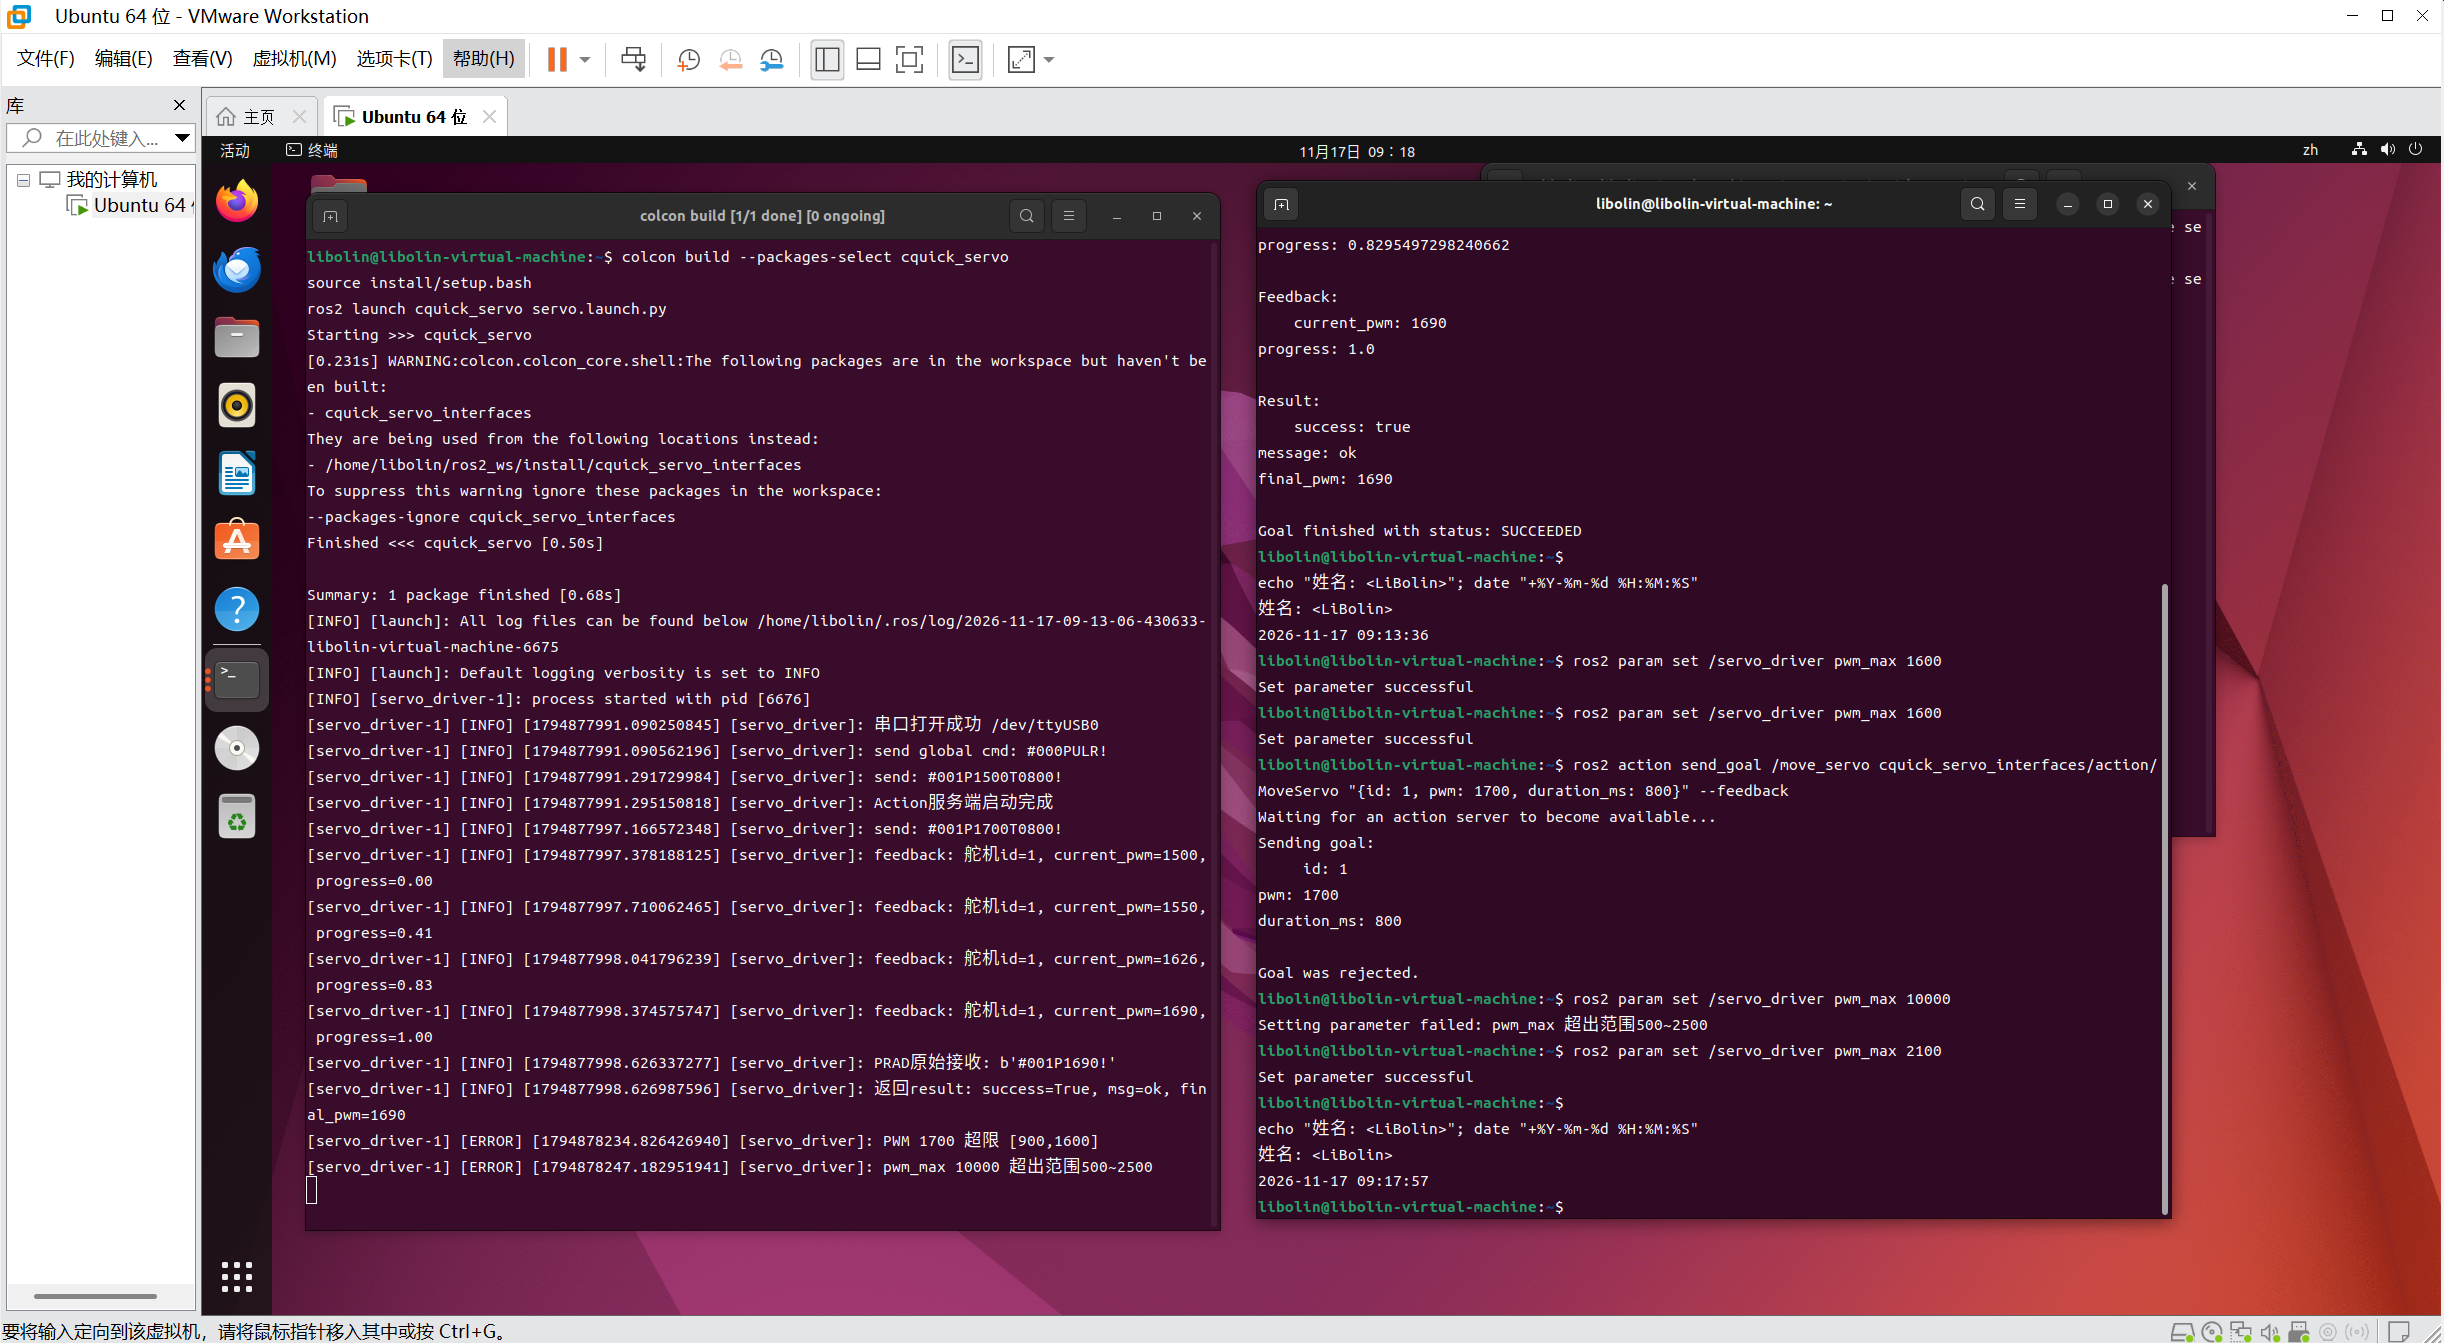 Ubuntu 64 位 - VMware Workstation
文件(F) 编辑(E) 查看(V) 虚拟机(M) 选项卡(T) 帮助(H)
库
在此处键入...
我的计算机
Ubuntu 64
主页
Ubuntu 64 位
活动
终端
11月17日 09：18
zh
colcon build [1/1 done] [0 ongoing]
libolin@libolin-virtual-machine:~$ colcon build --packages-select cquick_servo
source install/setup.bash
ros2 launch cquick_servo servo.launch.py
Starting >>> cquick_servo
[0.231s] WARNING:colcon.colcon_core.shell:The following packages are in the workspace but haven't be
en built:
- cquick_servo_interfaces
They are being used from the following locations instead:
- /home/libolin/ros2_ws/install/cquick_servo_interfaces
To suppress this warning ignore these packages in the workspace:
--packages-ignore cquick_servo_interfaces
Finished <<< cquick_servo [0.50s]
Summary: 1 package finished [0.68s]
[INFO] [launch]: All log files can be found below /home/libolin/.ros/log/2026-11-17-09-13-06-430633-
libolin-virtual-machine-6675
[INFO] [launch]: Default logging verbosity is set to INFO
[INFO] [servo_driver-1]: process started with pid [6676]
[servo_driver-1] [INFO] [1794877991.090250845] [servo_driver]: 串口打开成功 /dev/ttyUSB0
[servo_driver-1] [INFO] [1794877991.090562196] [servo_driver]: send global cmd: #000PULR!
[servo_driver-1] [INFO] [1794877991.291729984] [servo_driver]: send: #001P1500T0800!
[servo_driver-1] [INFO] [1794877991.295150818] [servo_driver]: Action服务端启动完成
[servo_driver-1] [INFO] [1794877997.166572348] [servo_driver]: send: #001P1700T0800!
[servo_driver-1] [INFO] [1794877997.378188125] [servo_driver]: feedback: 舵机id=1, current_pwm=1500,
progress=0.00
[servo_driver-1] [INFO] [1794877997.710062465] [servo_driver]: feedback: 舵机id=1, current_pwm=1550,
progress=0.41
[servo_driver-1] [INFO] [1794877998.041796239] [servo_driver]: feedback: 舵机id=1, current_pwm=1626,
progress=0.83
[servo_driver-1] [INFO] [1794877998.374575747] [servo_driver]: feedback: 舵机id=1, current_pwm=1690,
progress=1.00
[servo_driver-1] [INFO] [1794877998.626337277] [servo_driver]: PRAD原始接收: b'#001P1690!'
[servo_driver-1] [INFO] [1794877998.626987596] [servo_driver]: 返回result: success=True, msg=ok, fin
al_pwm=1690
[servo_driver-1] [ERROR] [1794878234.826426940] [servo_driver]: PWM 1700 超限 [900,1600]
[servo_driver-1] [ERROR] [1794878247.182951941] [servo_driver]: pwm_max 10000 超出范围500~2500
libolin@libolin-virtual-machine: ~
progress: 0.8295497298240662
Feedback:
current_pwm: 1690
progress: 1.0
Result:
success: true
message: ok
final_pwm: 1690
Goal finished with status: SUCCEEDED
libolin@libolin-virtual-machine:~$
echo "姓名: <LiBolin>"; date "+%Y-%m-%d %H:%M:%S"
姓名: <LiBolin>
2026-11-17 09:13:36
libolin@libolin-virtual-machine:~$ ros2 param set /servo_driver pwm_max 1600
Set parameter successful
libolin@libolin-virtual-machine:~$ ros2 param set /servo_driver pwm_max 1600
Set parameter successful
libolin@libolin-virtual-machine:~$ ros2 action send_goal /move_servo cquick_servo_interfaces/action/
MoveServo "{id: 1, pwm: 1700, duration_ms: 800}" --feedback
Waiting for an action server to become available...
Sending goal:
id: 1
pwm: 1700
duration_ms: 800
Goal was rejected.
libolin@libolin-virtual-machine:~$ ros2 param set /servo_driver pwm_max 10000
Setting parameter failed: pwm_max 超出范围500~2500
libolin@libolin-virtual-machine:~$ ros2 param set /servo_driver pwm_max 2100
Set parameter successful
libolin@libolin-virtual-machine:~$
echo "姓名: <LiBolin>"; date "+%Y-%m-%d %H:%M:%S"
姓名: <LiBolin>
2026-11-17 09:17:57
libolin@libolin-virtual-machine:~$
se
se
要将输入定向到该虚拟机，请将鼠标指针移入其中或按 Ctrl+G。